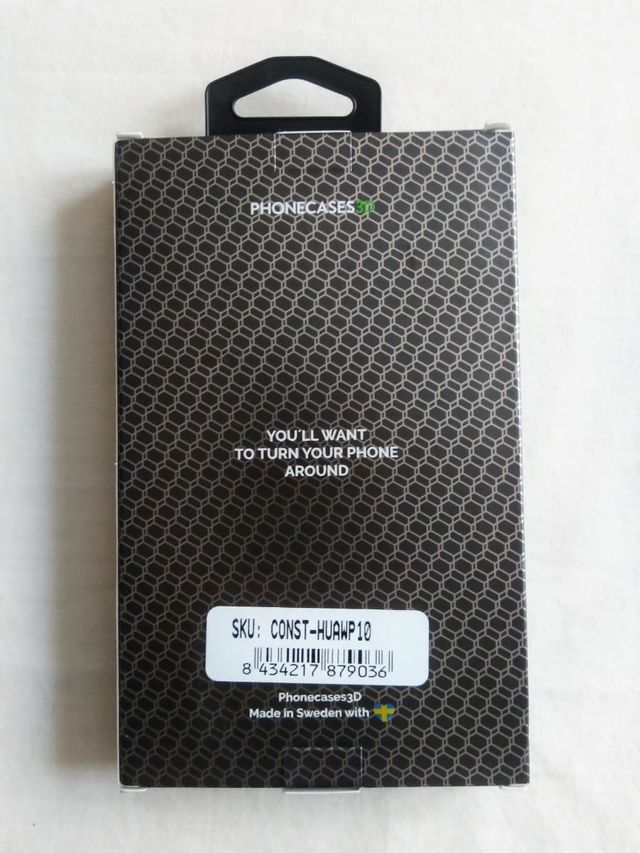 PHONECASES3D
YOU´LL WANT
TO TURN YOUR PHONE
AROUND
SKU: CONST-HUAWP10
8 434217 879036
Phonecases3D
Made in Sweden with